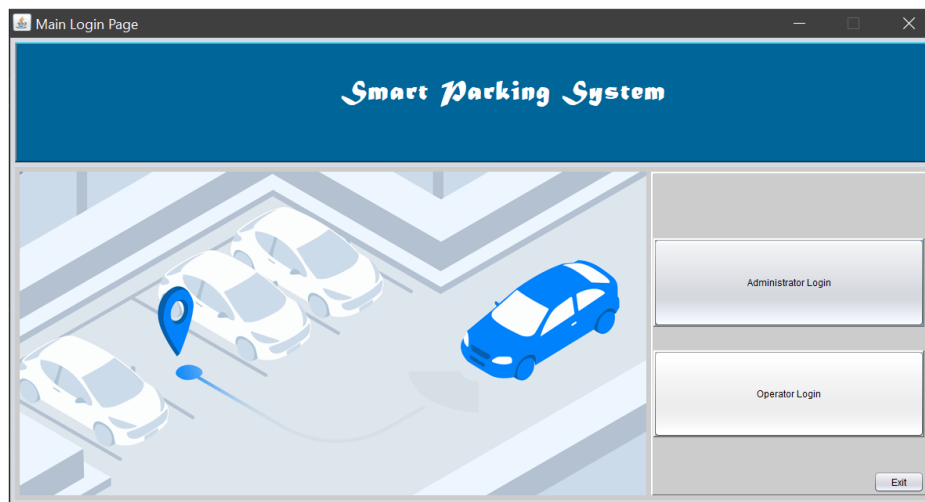 Main Login Page
Smart Parking System
Administrator Login
Operator Login
Exit